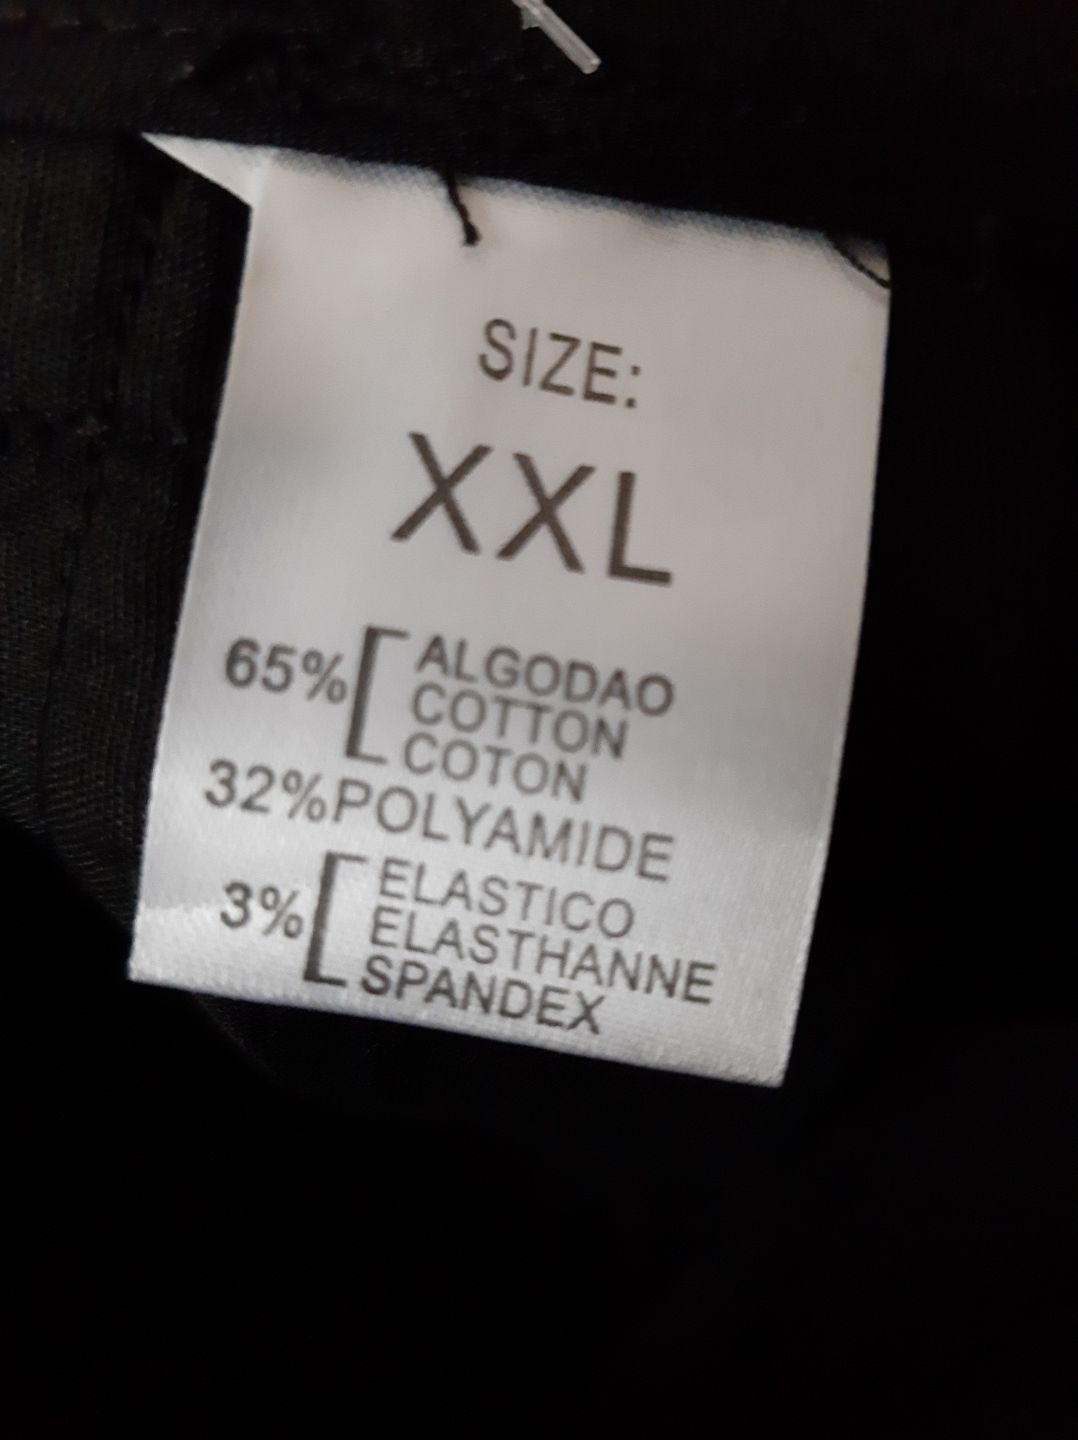 SIZE:
XXL
65% ALGODAO
COTTON
COTON
32%POLYAMIDE
3% ELASTICO
ELASTHANNE
SPANDEX